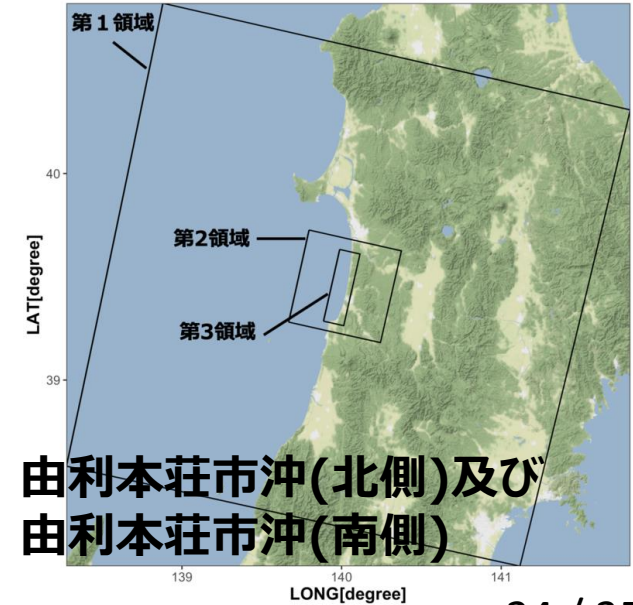 第１領域
40
第2領域
LAT[degree]
第3領域
39
由利本荘市沖(北側)及び
由利本荘市沖(南側)
139
140
141
LONG[degree]